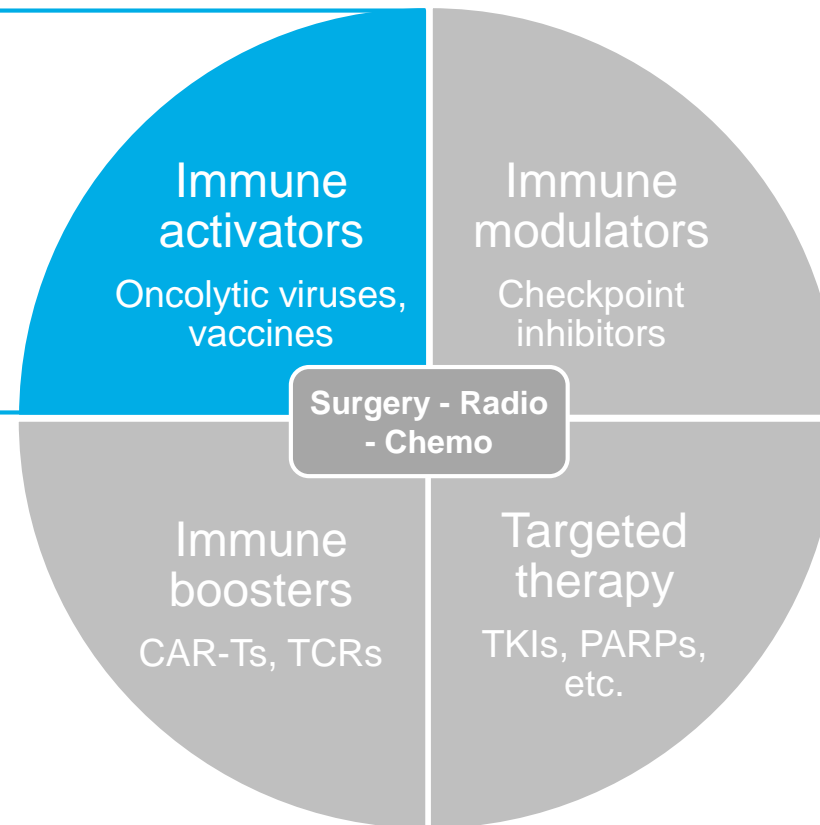 Immune
activators
Oncolytic viruses,
vaccines
Immune
modulators
Checkpoint
inhibitors
Surgery - Radio
- Chemo
Immune
boosters
CAR-Ts, TCRs
Targeted
therapy
TKIs, PARPs,
etc.